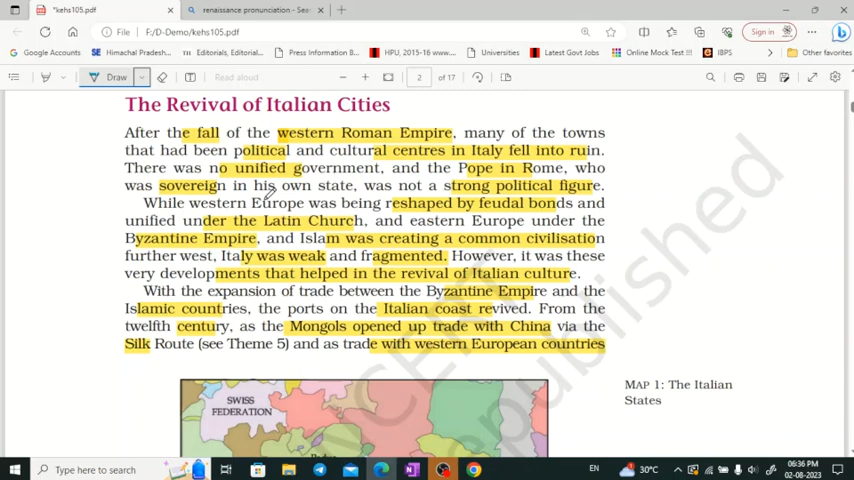 *kehs105.pdf
renaissance pronunciation - Sea
File F:/D-Demo/kehs105.pdf
Sign in
Google Accounts Himachal Pradesh... Editorials, Editorial... Press Information B... HPU, 2015-16 www.... Universities Latest Govt Jobs Online Mock Test !!!... IBPS Other favorites
Draw Read aloud 2 of 17
The Revival of Italian Cities
After the fall of the western Roman Empire, many of the towns
that had been political and cultural centres in Italy fell into ruin.
There was no unified government, and the Pope in Rome, who
was sovereign in his own state, was not a strong political figure.
While western Europe was being reshaped by feudal bonds and
unified under the Latin Church, and eastern Europe under the
Byzantine Empire, and Islam was creating a common civilisation
further west, Italy was weak and fragmented. However, it was these
very developments that helped in the revival of Italian culture.
With the expansion of trade between the Byzantine Empire and the
Islamic countries, the ports on the Italian coast revived. From the
twelfth century, as the Mongols opened up trade with China via the
Silk Route (see Theme 5) and as trade with western European countries
SWISS
FEDERATION
MAP 1: The Italian
States
Type here to search
30°C
EN
06:36 PM
02-08-2023